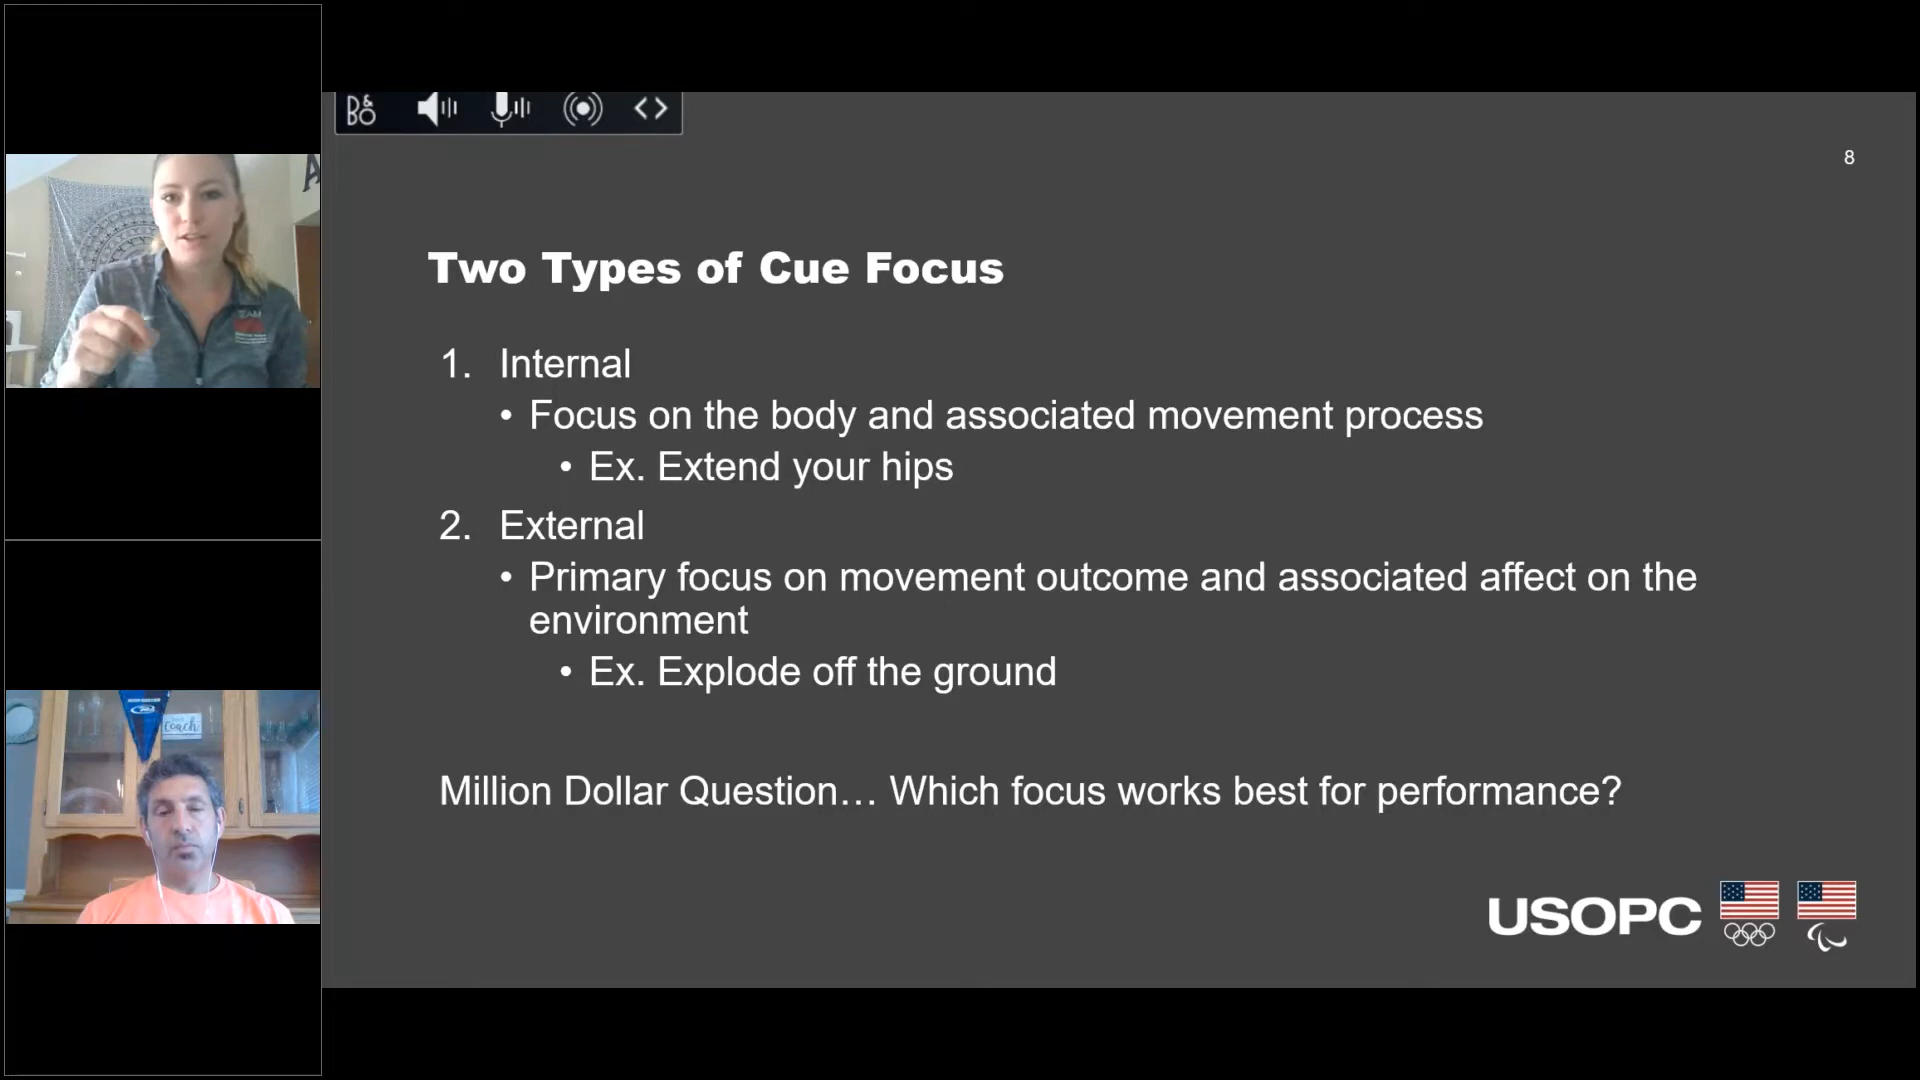 B&O
8
Two Types of Cue Focus
1. Internal
• Focus on the body and associated movement process
• Ex. Extend your hips
2. External
• Primary focus on movement outcome and associated affect on the
environment
• Ex. Explode off the ground
Million Dollar Question... Which focus works best for performance?
USOPC
A
TEAM
coach